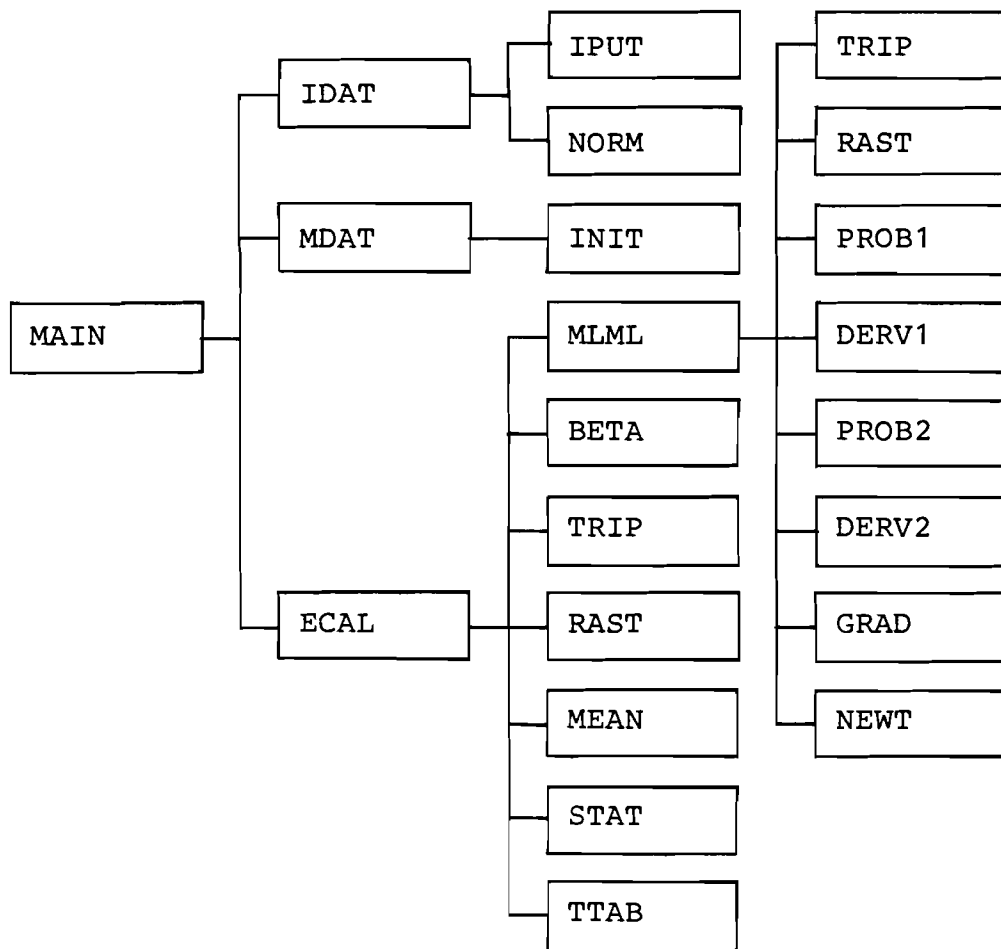 MAIN
IDAT
MDAT
ECAL
IPUT
NORM
INIT
MLML
BETA
TRIP
RAST
MEAN
STAT
TTAB
TRIP
RAST
PROB1
DERV1
PROB2
DERV2
GRAD
NEWT